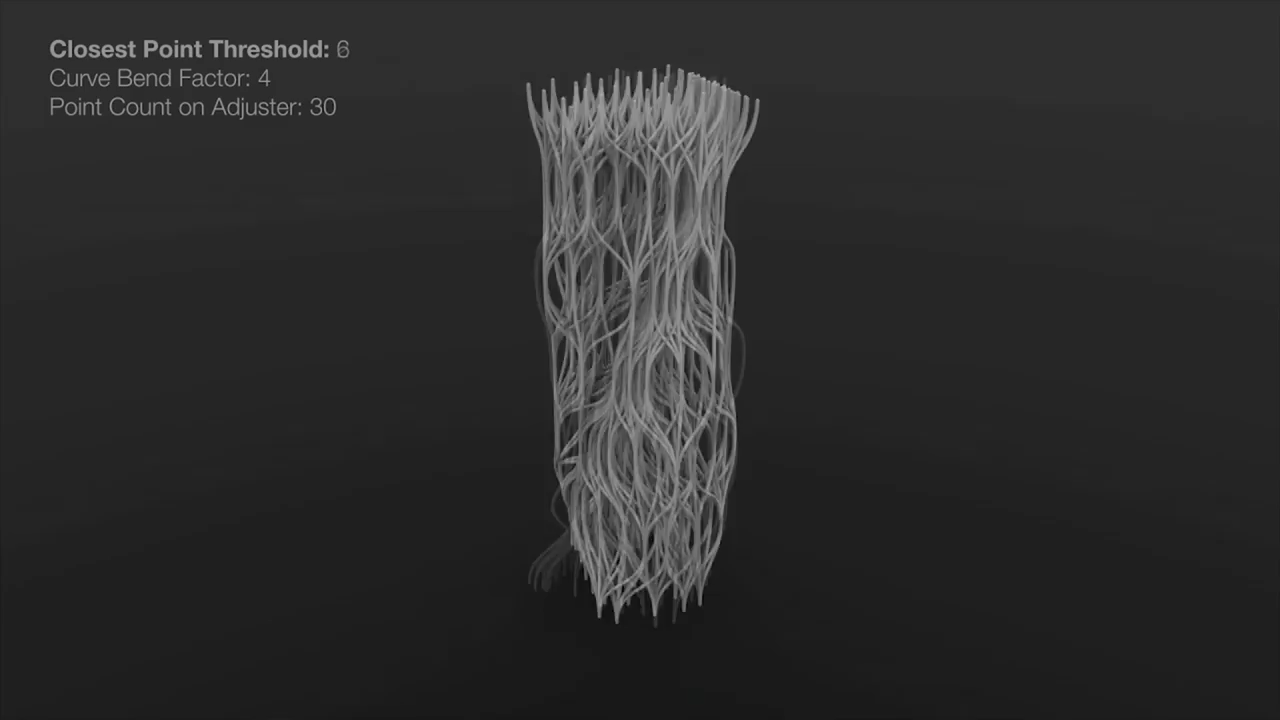 Closest Point Threshold: 6
Curve Bend Factor: 4
Point Count on Adjuster: 30